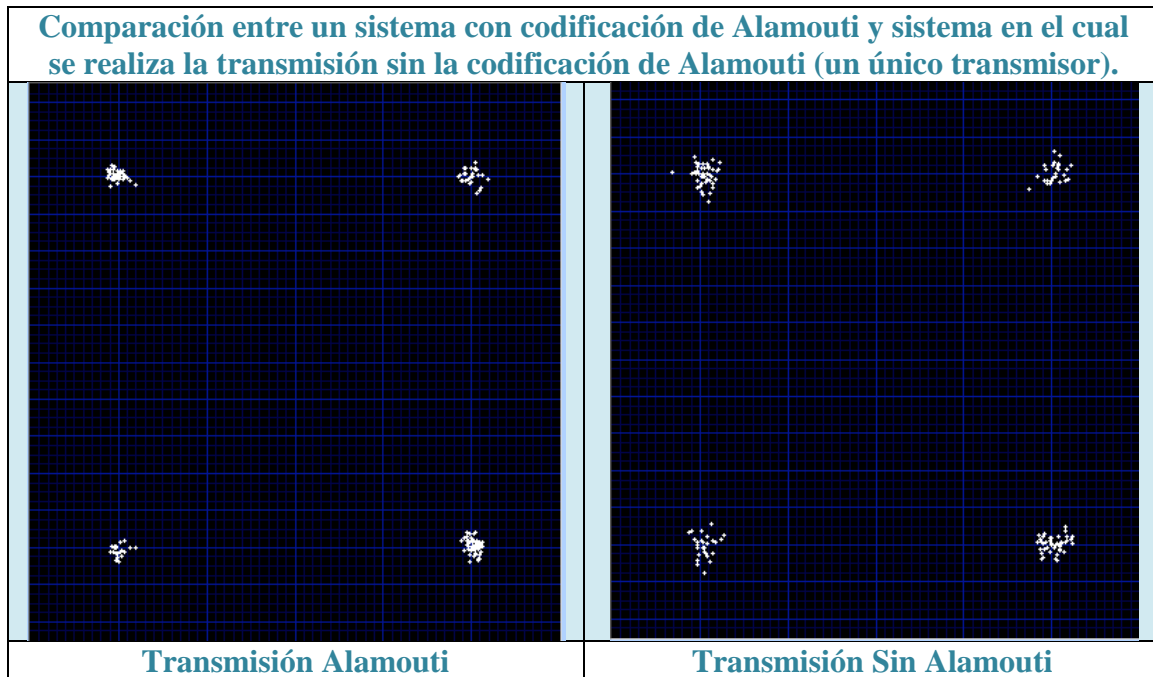 Comparación entre un sistema con codificación de Alamouti y sistema en el cual
se realiza la transmisión sin la codificación de Alamouti (un único transmisor).
Transmisión Alamouti
Transmisión Sin Alamouti